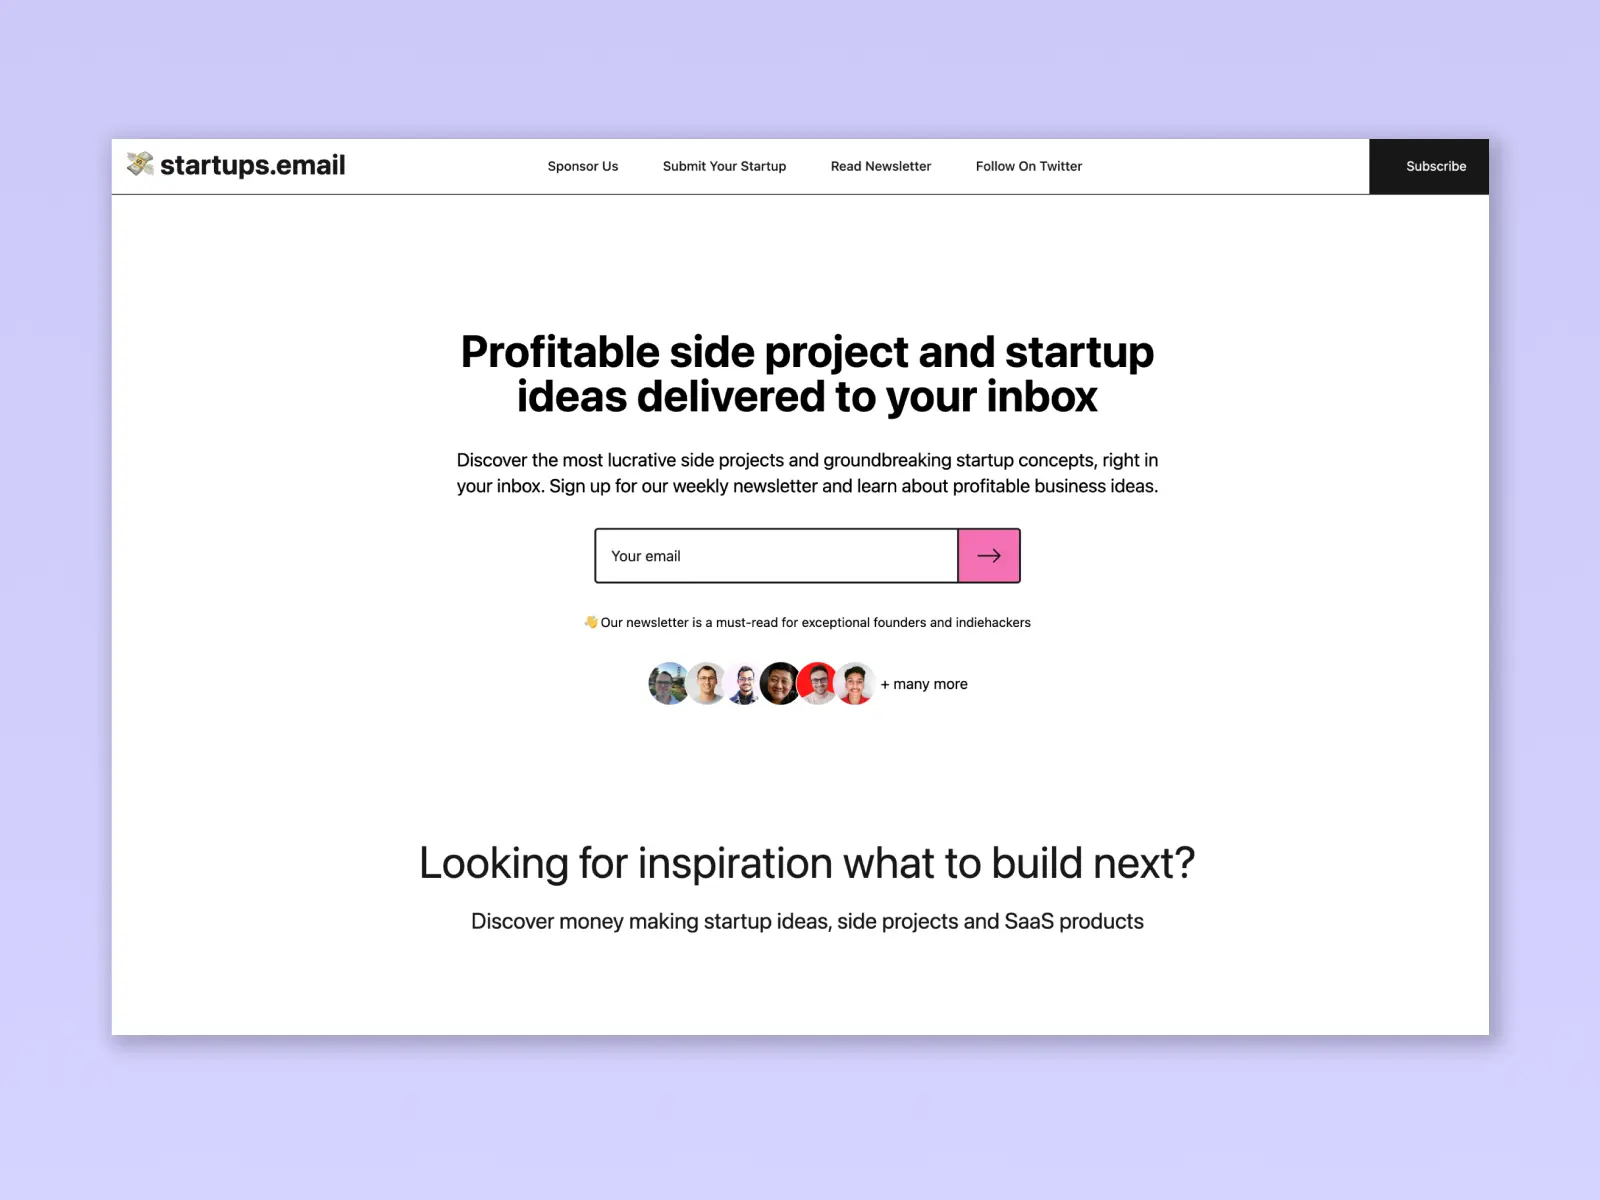 startups.email
Sponsor Us
Submit Your Startup
Read Newsletter
Follow On Twitter
Subscribe
Profitable side project and startup
ideas delivered to your inbox
Discover the most lucrative side projects and groundbreaking startup concepts, right in
your inbox. Sign up for our weekly newsletter and learn about profitable business ideas.
Your email
👋 Our newsletter is a must-read for exceptional founders and indiehackers
+ many more
Looking for inspiration what to build next?
Discover money making startup ideas, side projects and SaaS products